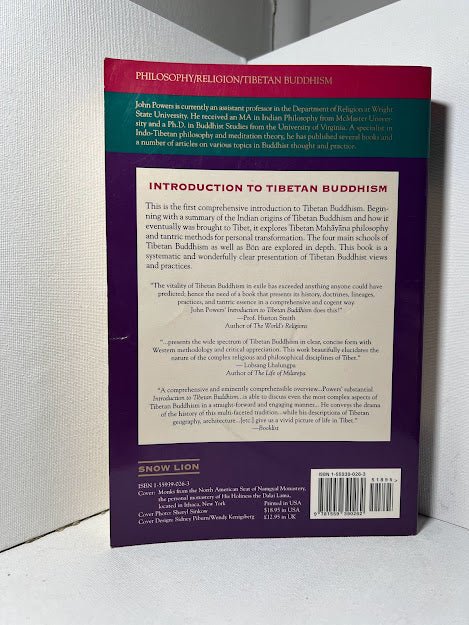 PHILOSOPHY/RELIGION/TIBETAN BUDDHISM
John Powers is currently an assistant professor in the Department of Religion at Wright
State University. He received an MA in Indian Philosophy from McMaster Univer-
sity and a Ph.D. in Buddhist Studies from the University of Virginia. A specialist in
Indo-Tibetan philosophy and meditation theory, he has published several books and
a number of articles on various topics in Buddhist thought and practice.
INTRODUCTION TO TIBETAN BUDDHISM
This is the first comprehensive introduction to Tibetan Buddhism. Begin-
ning with a summary of the Indian origins of Tibetan Buddhism and how it
eventually was brought to Tibet, it explores Tibetan Mahāyāna philosophy
and tantric methods for personal transformation. The four main schools of
Tibetan Buddhism as well as Bön are explored in depth. This book is a
systematic and wonderfully clear presentation of Tibetan Buddhist views
and practices.
"The vitality of Tibetan Buddhism in exile has exceeded anything anyone could have
predicted; hence the need of a book that presents its history, doctrines, lineages,
practices, and tantric essence in a comprehensive and cogent way.
John Powers' Introduction to Tibetan Buddhism does this!"
—Prof. Huston Smith
Author of The World's Religions
"...presents the wide spectrum of Tibetan Buddhism in clear, concise form with
Western methodology and critical appreciation. This work beautifully elucidates the
nature of the complex religious and philosophical disciplines of Tibet."
— Lobsang Lhalungpa
Author of The Life of Milarepa
"A comprehensive and eminently comprehensible overview...Powers' substantial
Introduction to Tibetan Buddhism...is able to discuss even the most complex aspects of
Tibetan Buddhism in a straight-forward and engaging manner... He conveys the drama
of the history of this multi-faceted tradition...while his descriptions of Tibetan
geography, architecture...[etc.] give us a vivid picture of life in Tibet."
—Booklist
SNOW LION
ISBN 1-55939-026-3
Cover: Monks from the North American Seat of Namgyal Monastery,
the personal monastery of His Holiness the Dalai Lama,
located in Ithaca, New York
Printed in USA
Cover Photo: Sheryl Sinkow
$18.95 in USA
Cover Design: Sidney Piburn/Wendy Kenigsberg
£12.95 in UK
ISBN 1-55939-026-3
51895
9 781559 390262